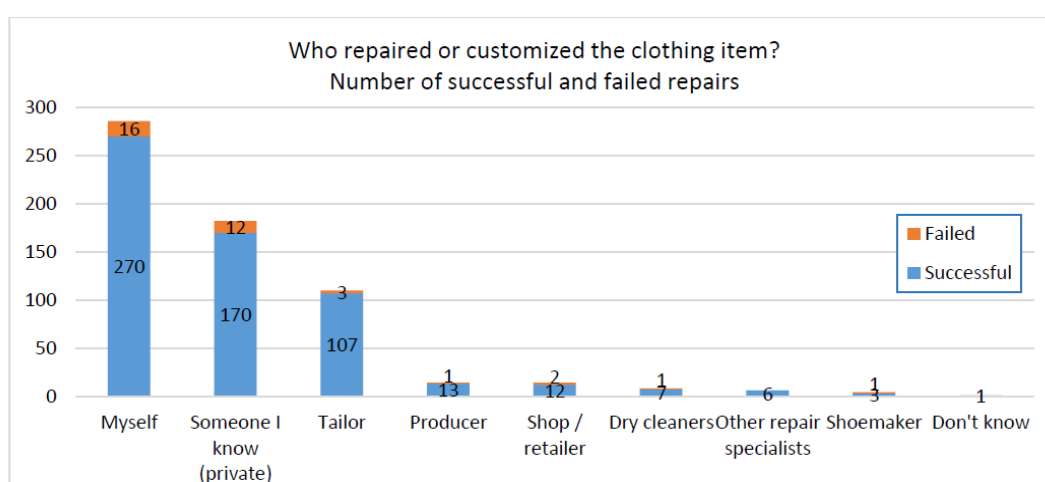 Who repaired or customized the clothing item?
Number of successful and failed repairs
300
250
200
150
100
50
0
16
270
12
170
3
107
1
13
2
12
1
7
6
1
3
1
Failed
Successful
Myself
Someone I
know
(private)
Tailor
Producer
Shop /
retailer
Dry cleaners
Other repair
specialists
Shoemaker
Don't know